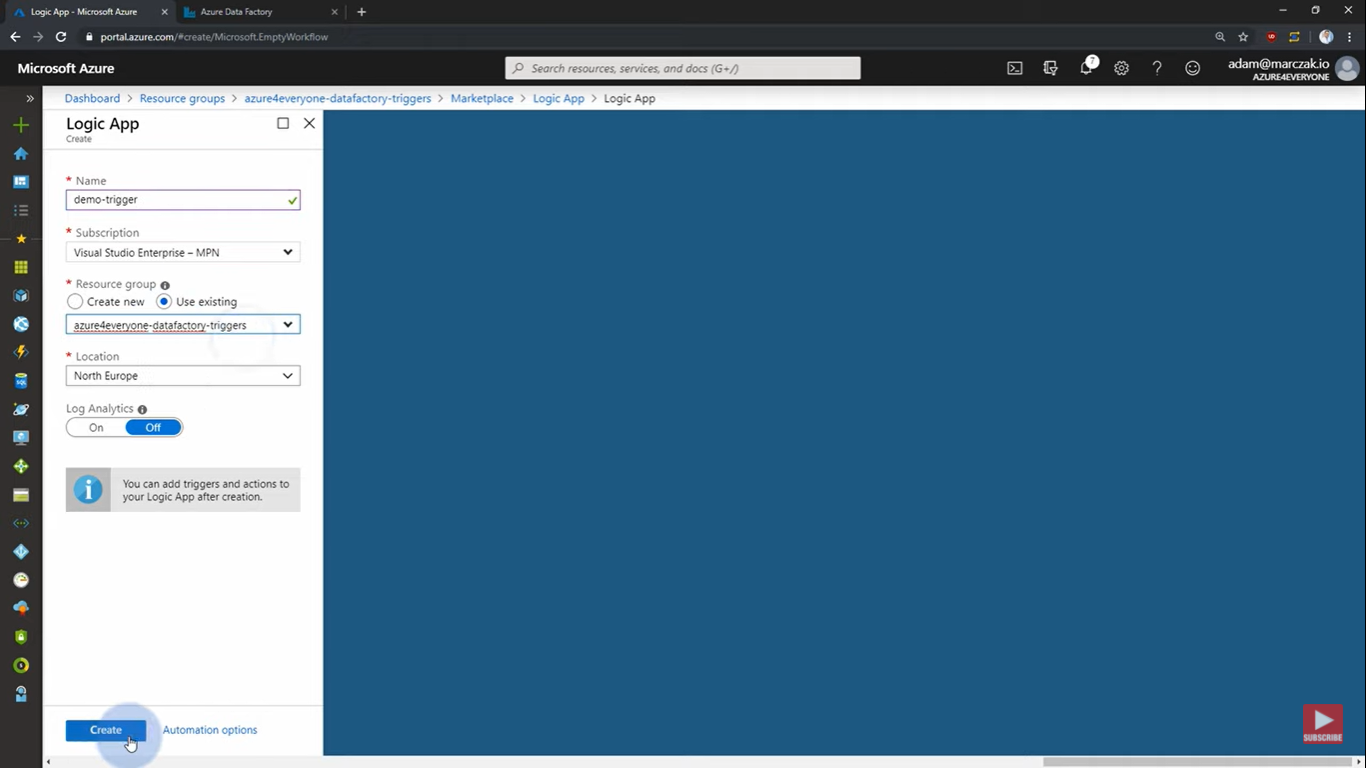 Logic App - Microsoft Azure
Azure Data Factory
portal.azure.com/#create/Microsoft.EmptyWorkflow
Microsoft Azure
Search resources, services, and docs (G+/)
7
adam@marczak.io
AZURE4EVERYONE
Dashboard > Resource groups > azure4everyone-datafactory-triggers > Marketplace > Logic App > Logic App
Logic App
Create
* Name
demo-trigger
* Subscription
Visual Studio Enterprise – MPN
* Resource group
Create new Use existing
azure4everyone-datafactory-triggers
* Location
North Europe
Log Analytics
On Off
You can add triggers and actions to
your Logic App after creation.
Create Automation options
SQL
SUBSCRIBE